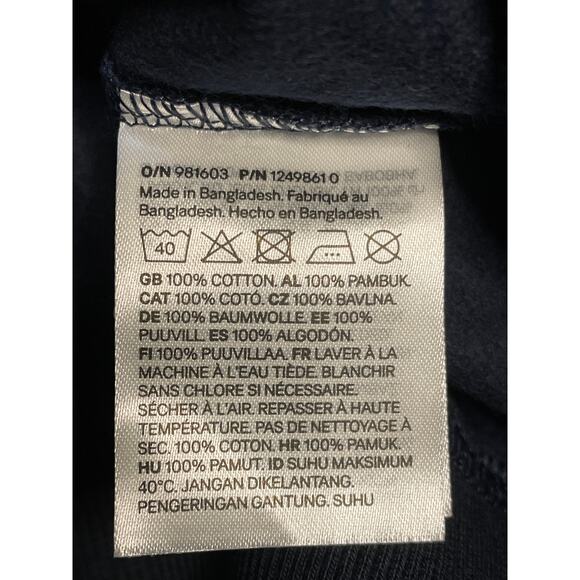 O/N 981603 P/N 1249861 0
Made in Bangladesh. Fabriqué au
Bangladesh. Hecho en Bangladesh.
40
GB 100% COTTON. AL 100% PAMBUK.
CAT 100% COTÓ. CZ 100% BAVLNA.
DE 100% BAUMWOLLE. EE 100%
PUUVILL. ES 100% ALGODÓN.
FI 100% PUUVILLAA. FR LAVER À LA
MACHINE À L'EAU TIÈDE. BLANCHIR
SANS CHLORE SI NÉCESSAIRE.
SÉCHER À L'AIR. REPASSER À HAUTE
TEMPÉRATURE. PAS DE NETTOYAGE À
SEC. 100% COTON. HR 100% PAMUK.
HU 100% PAMUT. ID SUHU MAKSIMUM
40°C. JANGAN DIKELANTANG.
PENGERINGAN GANTUNG. SUHU